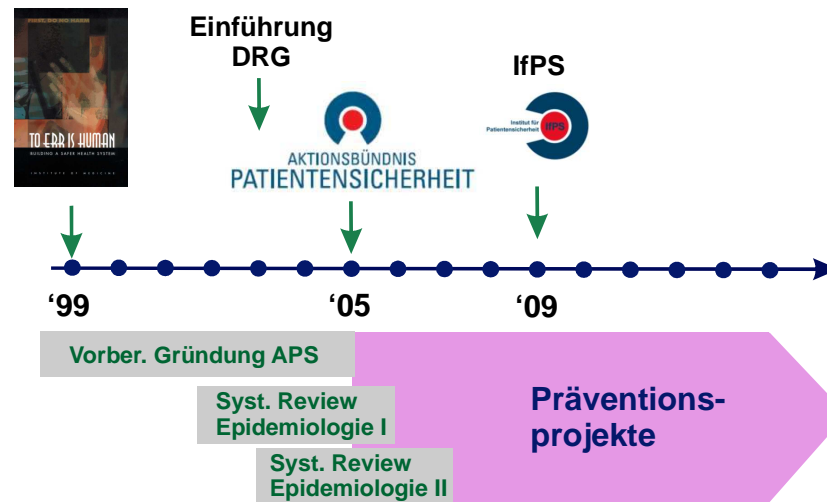 TO ERR IS HUMAN
BUILDING A SAFER HEALTH SYSTEM
INSTITUTE OF MEDICINE
Einführung
DRG
IfPS
AKTIONSBÜNDNIS
PATIENTENSICHERHEIT
Institut für
Patientensicherheit
IfPS
‘99
‘05
‘09
Vorber. Gründung APS
Syst. Review
Epidemiologie I
Syst. Review
Epidemiologie II
Präventions-
projekte